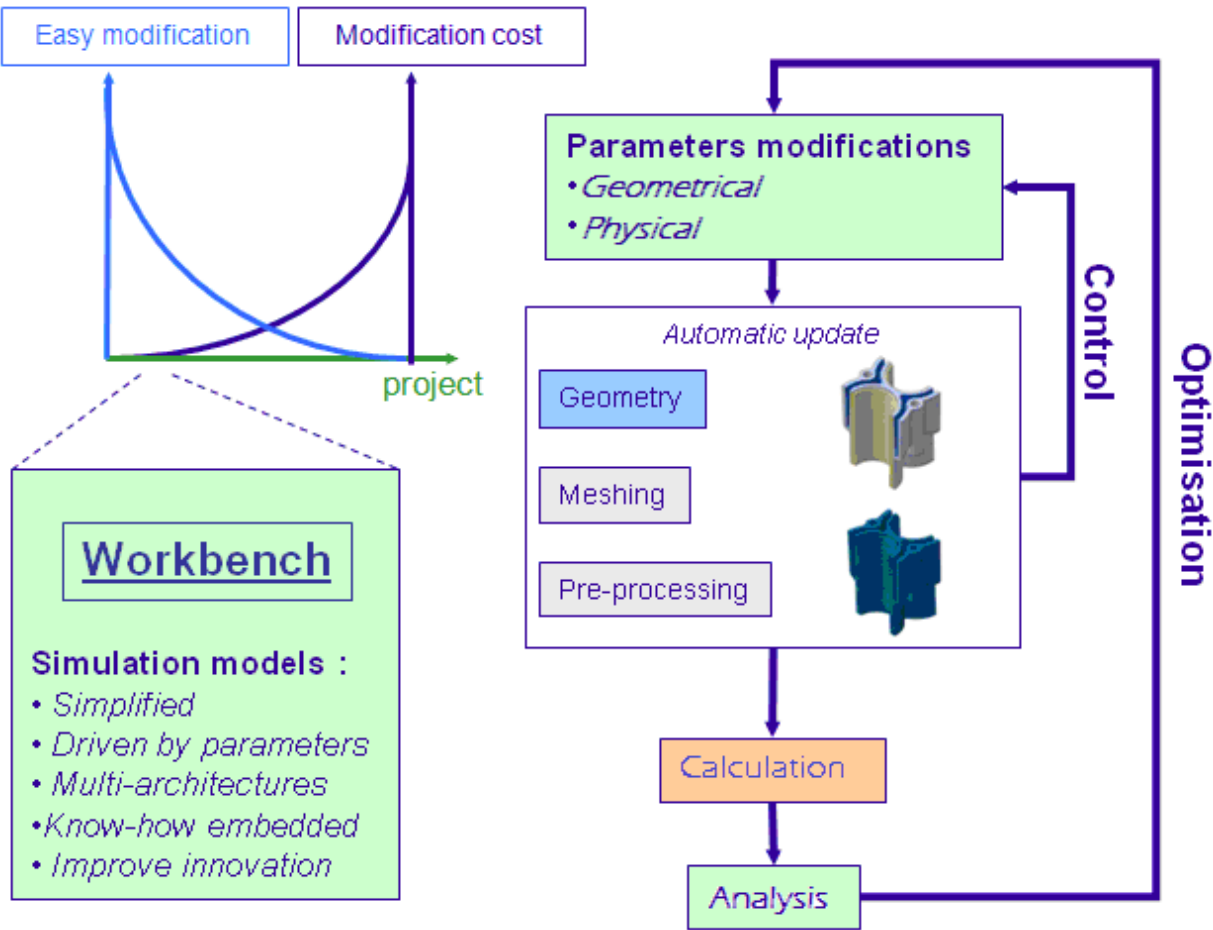 Easy modification
Modification cost
project
Workbench
Simulation models :
• Simplified
• Driven by parameters
• Multi-architectures
•Know-how embedded
• Improve innovation
Parameters modifications
•Geometrical
•Physical
Automatic update
Geometry
Meshing
Pre-processing
Control
Optimisation
Calculation
Analysis